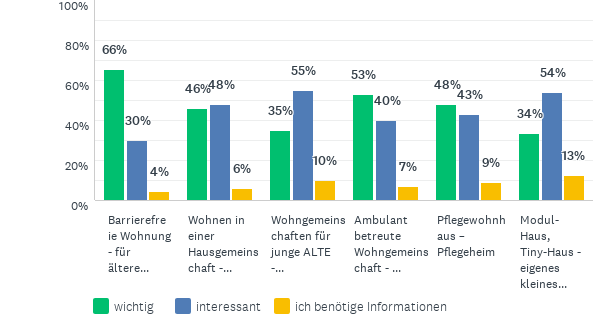 100%
80%
60%
40%
20%
0%
66%
30%
4%
46%
48%
6%
35%
55%
10%
53%
40%
7%
48%
43%
9%
34%
54%
13%
Barrierefre
ie Wohnung
- für
ältere...
Wohnen in
einer
Hausgemeins
chaft -...
Wohngemeins
chaften für
junge ALTE
-...
Ambulant
betreute
Wohngemeins
chaft - ...
Pflegewohnh
aus –
Pflegeheim
Modul-
Haus,
Tiny-Haus -
eigenes
kleines...
wichtig
interessant
ich benötige Informationen